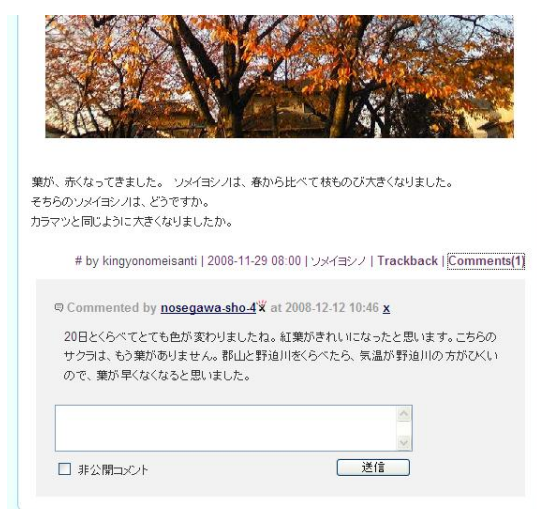 葉が、赤くなってきました。 ソメイヨシノは、春から比べて枝ものび大きくなりました。
そちらのソメイヨシノは、どうですか。
カラマツと同じように大きくなりましたか。
# by kingyonomeisanti | 2008-11-29 08:00 | ソメイヨシノ | Trackback | Comments(1)
Commented by nosegawa-sho-4 at 2008-12-12 10:46 x
20日とくらべてとても色が変わりましたね。紅葉がきれいになったと思います。こちらの
サクラは、もう葉がありません。郡山と野迫川をくらべたら、気温が野迫川の方がひくい
ので、葉が早くなくなると思いました。
非公開コメント
送信